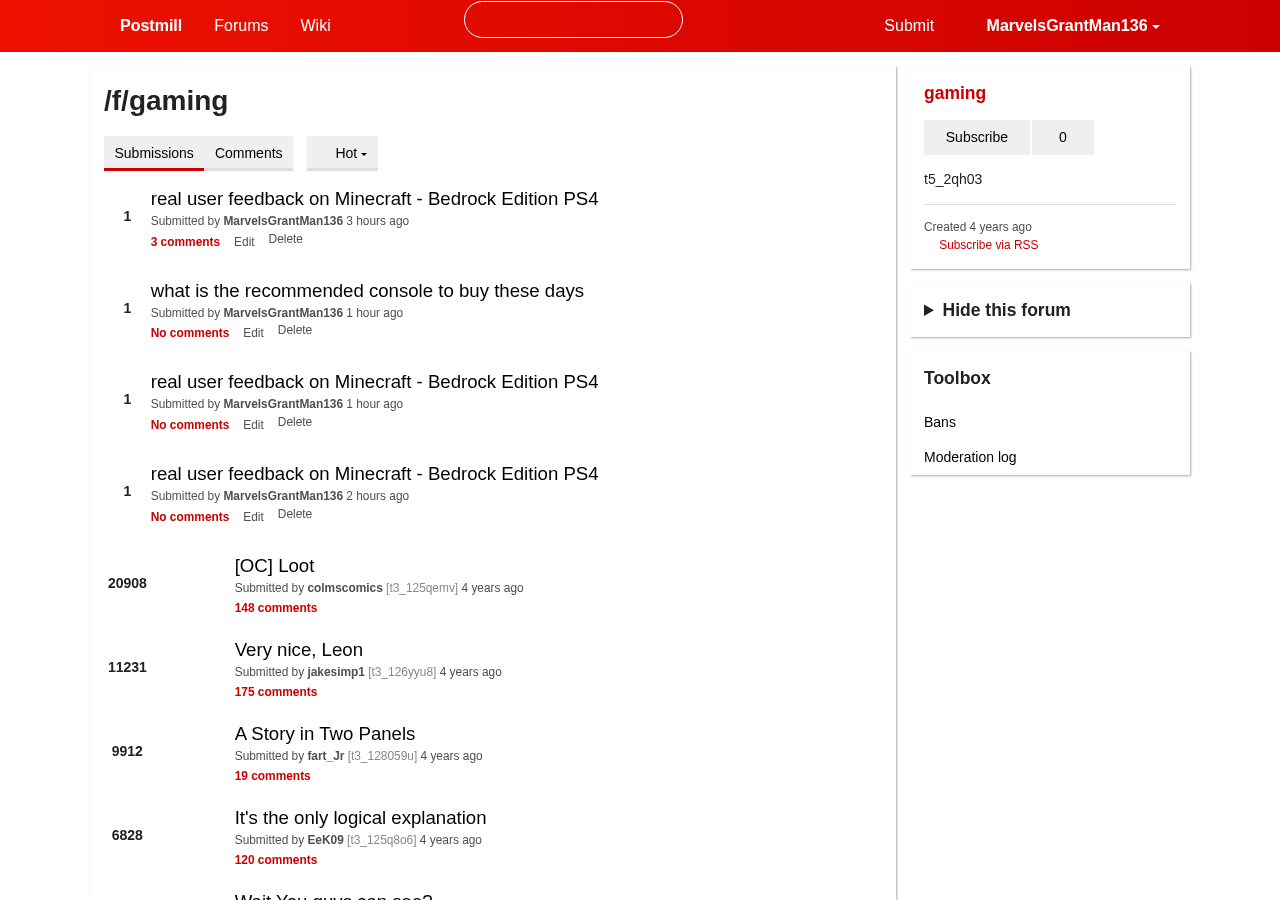 Postmill Forums Wiki Submit MarvelsGrantMan136
/f/gaming
Submissions Comments Hot
real user feedback on Minecraft - Bedrock Edition PS4
1
Submitted by MarvelsGrantMan136 3 hours ago
3 comments Edit Delete
what is the recommended console to buy these days
1
Submitted by MarvelsGrantMan136 1 hour ago
No comments Edit Delete
real user feedback on Minecraft - Bedrock Edition PS4
1
Submitted by MarvelsGrantMan136 1 hour ago
No comments Edit Delete
real user feedback on Minecraft - Bedrock Edition PS4
1
Submitted by MarvelsGrantMan136 2 hours ago
No comments Edit Delete
[OC] Loot
20908
Submitted by colmscomics [t3_125qemv] 4 years ago
148 comments
Very nice, Leon
11231
Submitted by jakesimp1 [t3_126yyu8] 4 years ago
175 comments
A Story in Two Panels
9912
Submitted by fart_Jr [t3_128059u] 4 years ago
19 comments
It's the only logical explanation
6828
Submitted by EeK09 [t3_125q8o6] 4 years ago
120 comments
Wait You guys can see?
gaming
Subscribe 0
t5_2qh03
Created 4 years ago
Subscribe via RSS
Hide this forum
Toolbox
Bans
Moderation log